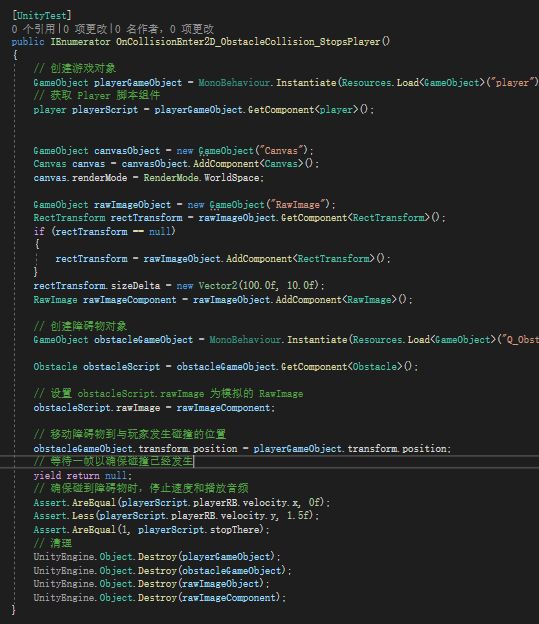 [UnityTest]
0 个引用|0 项更改|0 名作者，0 项更改
public IEnumerator OnCollisionEnter2D_ObstacleCollision_StopsPlayer()
{
// 创建游戏对象
GameObject playerGameObject = MonoBehaviour.Instantiate(Resources.Load<GameObject>("player")
// 获取 Player 脚本组件
player playerScript = playerGameObject.GetComponent<player>();
GameObject canvasObject = new GameObject("Canvas");
Canvas canvas = canvasObject.AddComponent<Canvas>();
canvas.renderMode = RenderMode.WorldSpace;
GameObject rawImageObject = new GameObject("RawImage");
RectTransform rectTransform = rawImageObject.GetComponent<RectTransform>();
if (rectTransform == null)
{
rectTransform = rawImageObject.AddComponent<RectTransform>();
}
rectTransform.sizeDelta = new Vector2(100.0f, 10.0f);
RawImage rawImageComponent = rawImageObject.AddComponent<RawImage>();
// 创建障碍物对象
GameObject obstacleGameObject = MonoBehaviour.Instantiate(Resources.Load<GameObject>("Q_Obst
Obstacle obstacleScript = obstacleGameObject.GetComponent<Obstacle>();
// 设置 obstacleScript.rawImage 为模拟的 RawImage
obstacleScript.rawImage = rawImageComponent;
// 移动障碍物到与玩家发生碰撞的位置
obstacleGameObject.transform.position = playerGameObject.transform.position;
// 等待一帧以确保碰撞已经发生
yield return null;
// 确保碰到障碍物时，停止速度和播放音频
Assert.AreEqual(playerScript.playerRB.velocity.x, 0f);
Assert.Less(playerScript.playerRB.velocity.y, 1.5f);
Assert.AreEqual(1, playerScript.stopThere);
// 清理
UnityEngine.Object.Destroy(playerGameObject);
UnityEngine.Object.Destroy(obstacleGameObject);
UnityEngine.Object.Destroy(rawImageObject);
UnityEngine.Object.Destroy(rawImageComponent);
}